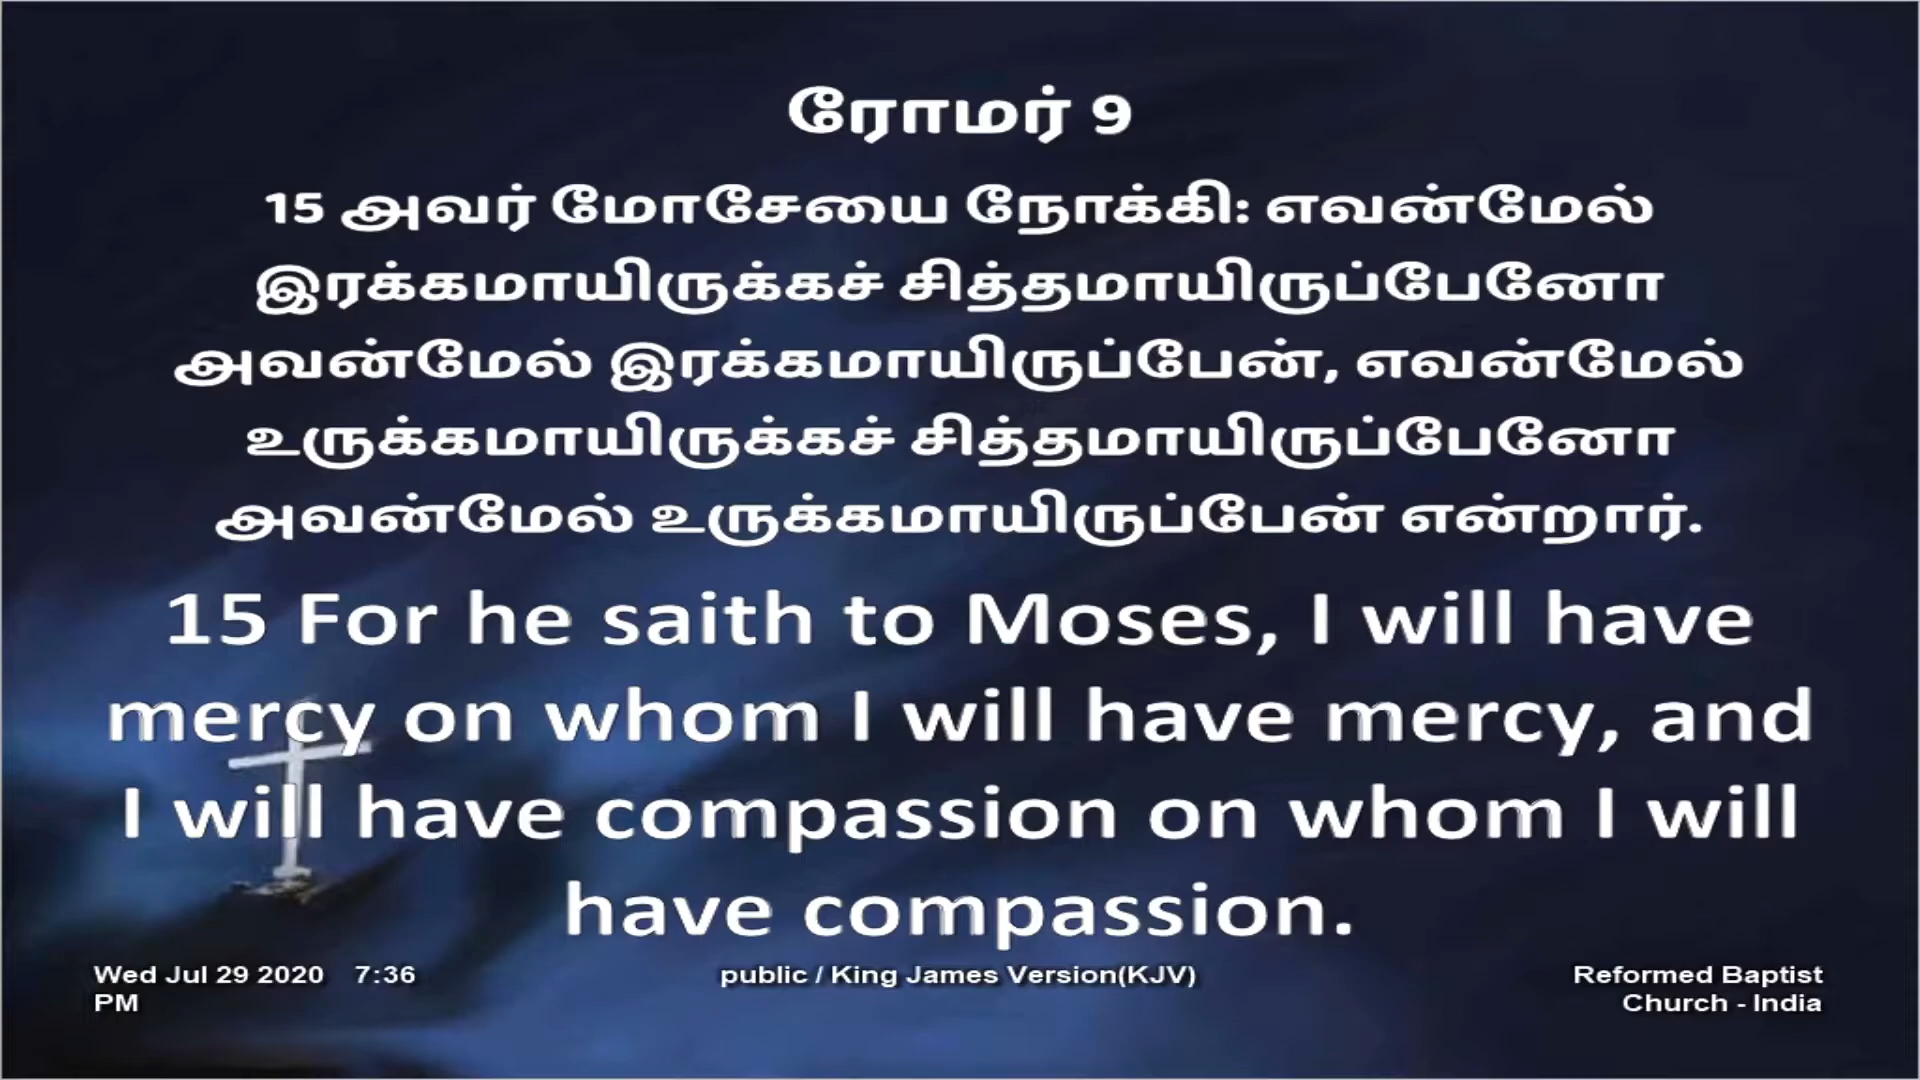 ரோமர் 9
15 அவர் மோசேயை நோக்கி: எவன்மேல்
இரக்கமாயிருக்கச் சித்தமாயிருப்பேனோ
அவன்மேல் இரக்கமாயிருப்பேன், எவன்மேல்
உருக்கமாயிருக்கச் சித்தமாயிருப்பேனோ
அவன்மேல் உருக்கமாயிருப்பேன் என்றார்.
15 For he saith to Moses, I will have
mercy on whom I will have mercy, and
I will have compassion on whom I will
have compassion.
Wed Jul 29 2020 7:36
PM
public / King James Version(KJV)
Reformed Baptist
Church - India